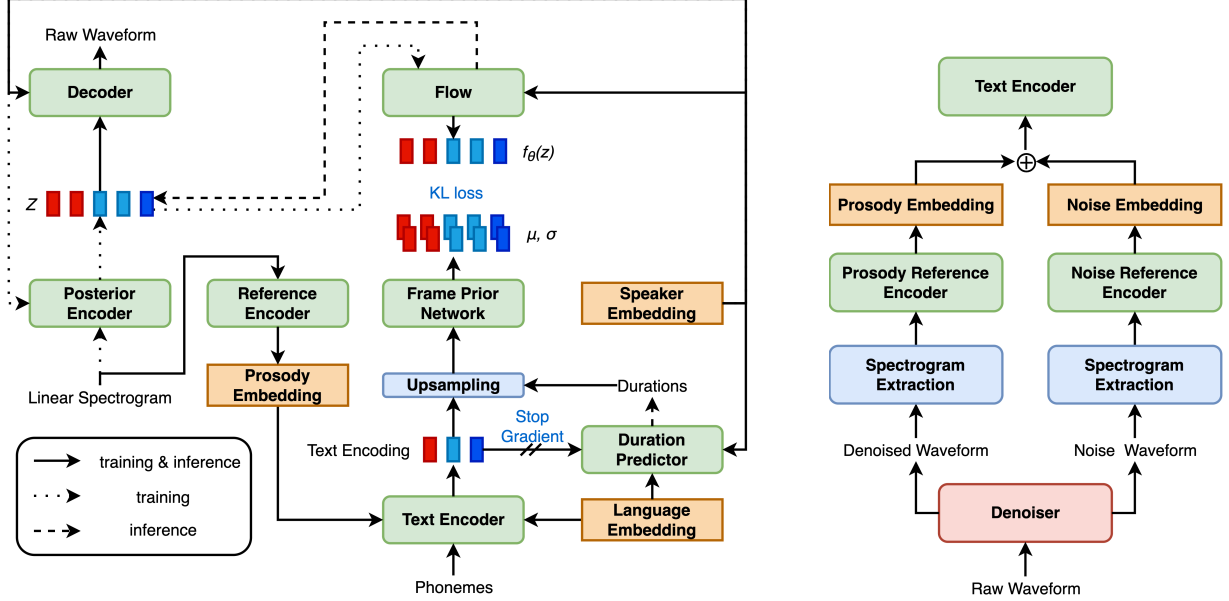 Raw Waveform
Decoder
Flow
fθ(z)
Z
KL loss
μ, σ
Posterior
Encoder
Reference
Encoder
Frame Prior
Network
Speaker
Embedding
Linear Spectrogram
Prosody
Embedding
Upsampling
Durations
Stop
Gradient
Text Encoding
Duration
Predictor
training & inference
training
inference
Text Encoder
Language
Embedding
Phonemes
Text Encoder
Prosody Embedding
Noise Embedding
Prosody Reference
Encoder
Noise Reference
Encoder
Spectrogram
Extraction
Spectrogram
Extraction
Denoised Waveform
Noise Waveform
Denoiser
Raw Waveform